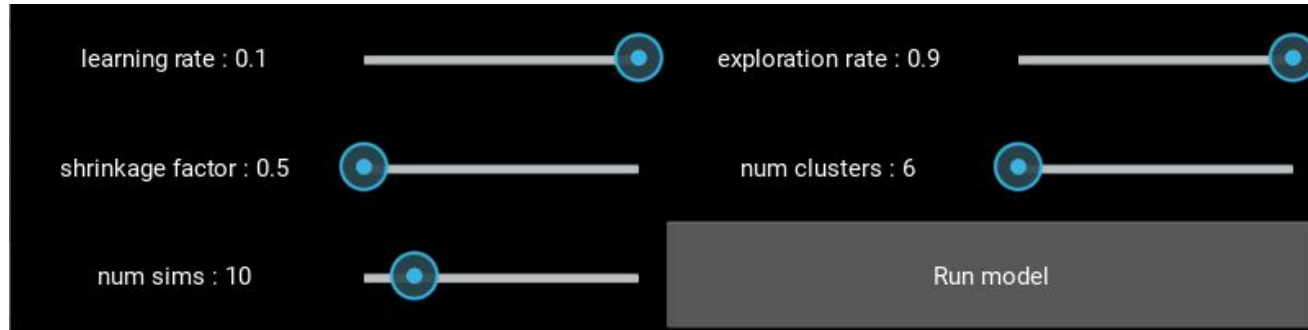 learning rate : 0.1
exploration rate : 0.9
shrinkage factor : 0.5
num clusters : 6
num sims : 10
Run model